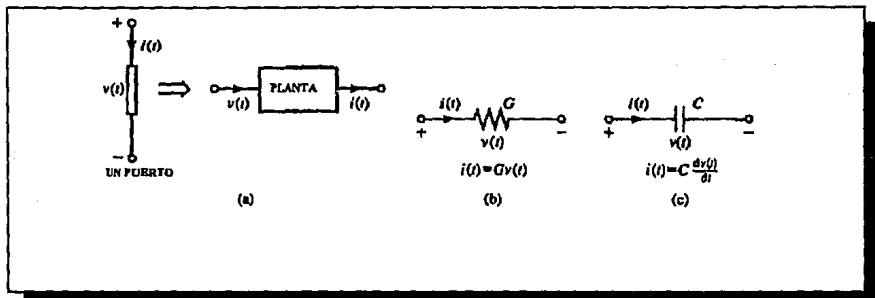 +
i(t)
v(t)
−
UN PUERTO
v(t)
PLANTA
i(t)
(a)
i(t)
G
+
−
v(t)
i(t)=Gv(t)
(b)
i(t)
C
+
−
v(t)
i(t)=C dv(t)/dt
(c)